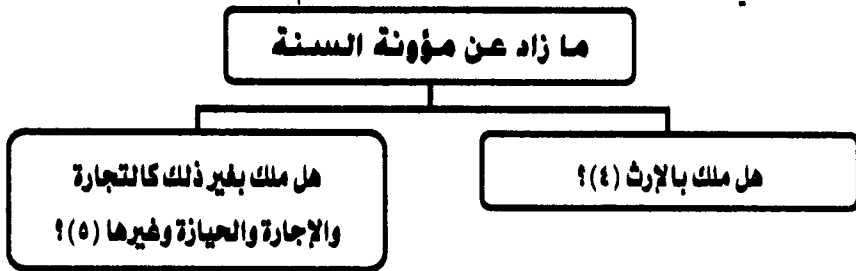 ما زاد عن مؤونة السنة
هل ملك بالإرث (٤)؟
هل ملك بغير ذلك كالتجارة
والإجارة والحيازة وغيرها (٥)؟